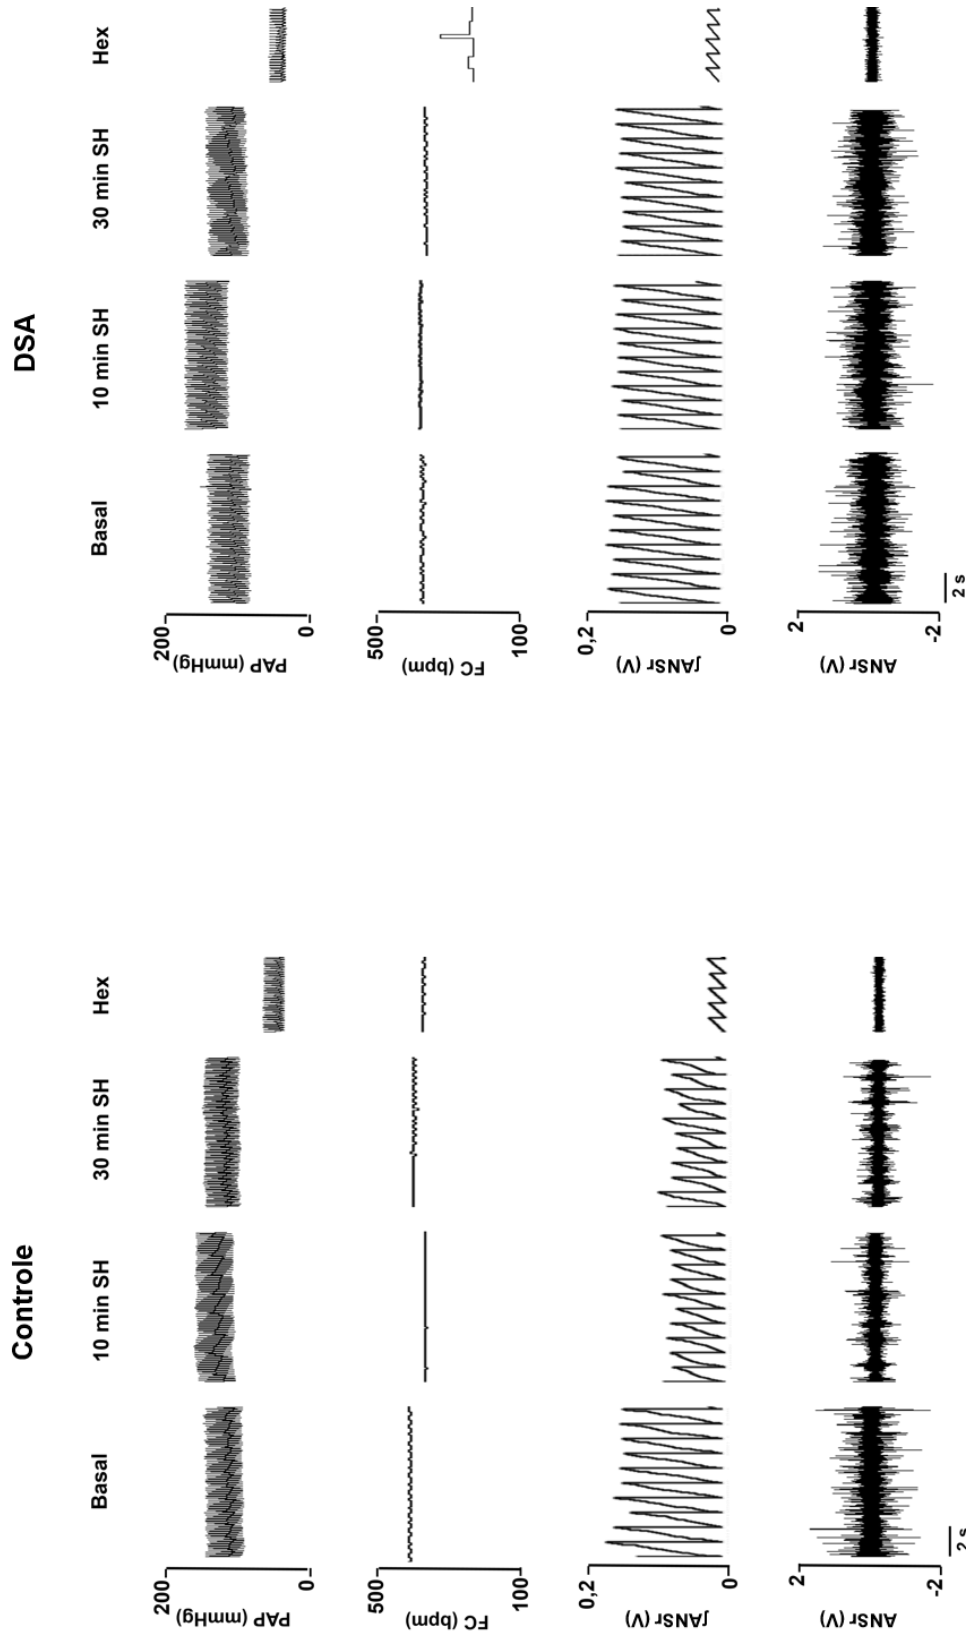 Controle
Basal
10 min SH
30 min SH
Hex
200
0
PAP (mmHg)
500
100
FC (bpm)
0,2
0
∫ANSr (V)
2
-2
ANSr (V)
2 s
DSA
Basal
10 min SH
30 min SH
Hex
200
0
PAP (mmHg)
500
100
FC (bpm)
0,2
0
∫ANSr (V)
2
-2
ANSr (V)
2 s